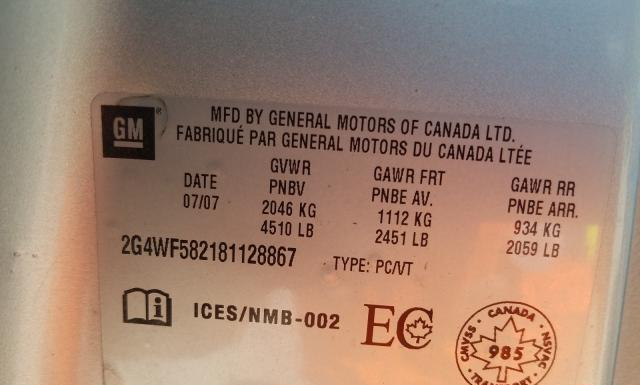 GM®
MFD BY GENERAL MOTORS OF CANADA LTD.
FABRIQUÉ PAR GENERAL MOTORS DU CANADA LTÉE
DATE GVWR GAWR FRT GAWR RR
07/07 PNBV PNBE AV. PNBE ARR.
2046 KG 1112 KG 934 KG
4510 LB 2451 LB 2059 LB
2G4WF582181128867 TYPE: PC/VT
i ICES/NMB-002 EC
CANADA
CMVSS 985 NSVAC